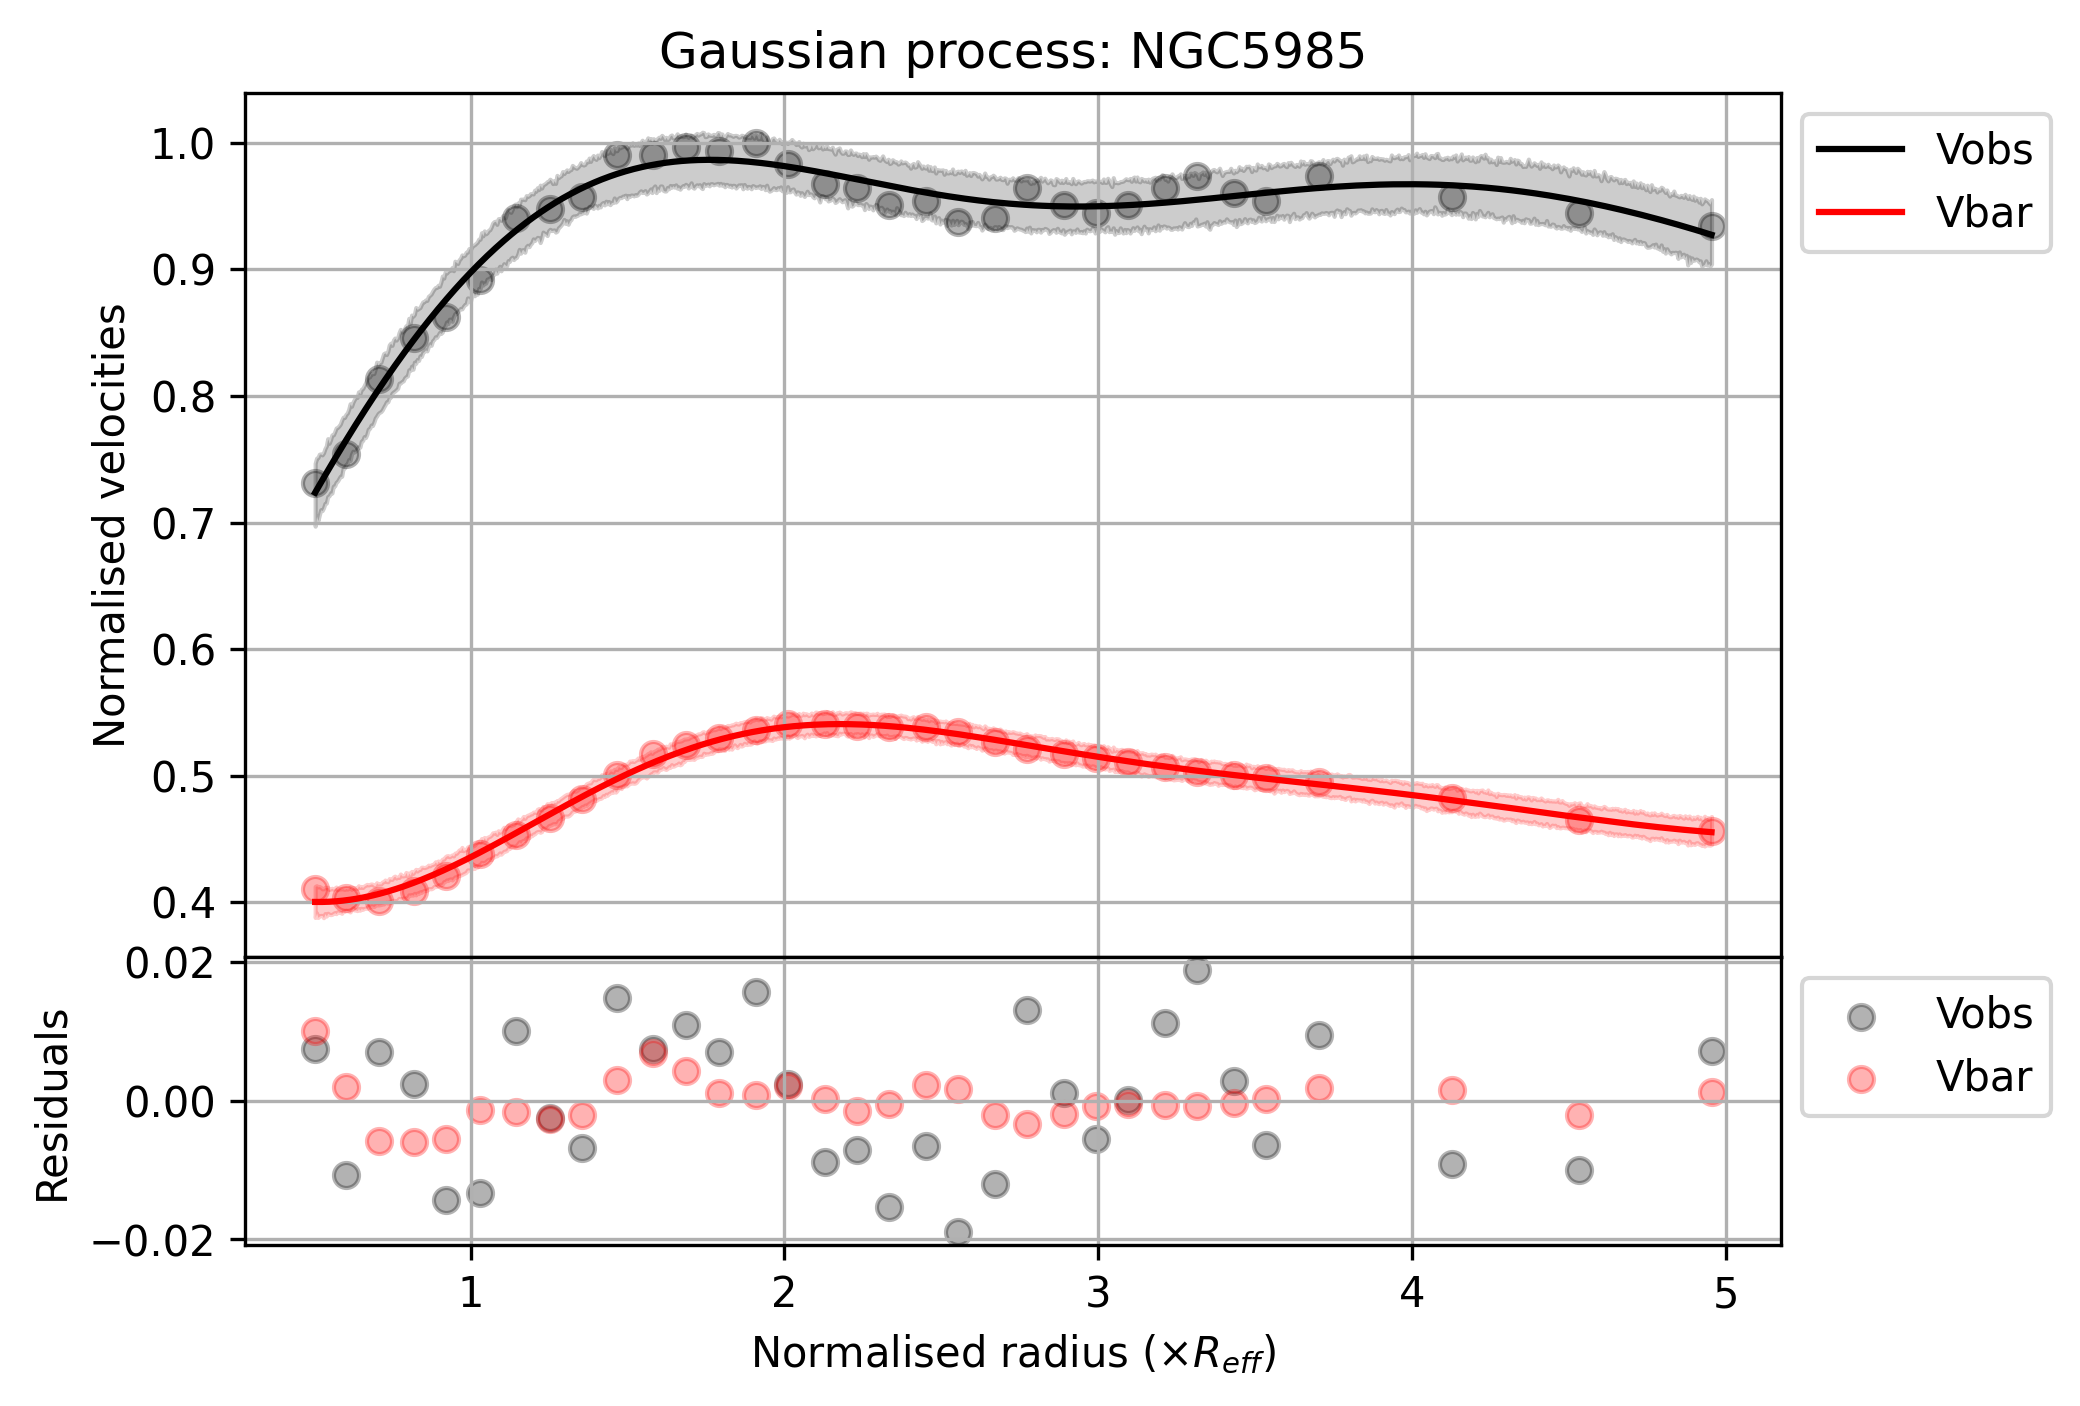 Gaussian process: NGC5985
1.0
0.9
0.8
0.7
0.6
0.5
0.4
Normalised velocities
Vobs
Vbar
0.02
0.00
−0.02
Residuals
Vobs
Vbar
1 2 3 4 5
Normalised radius (×R_eff)